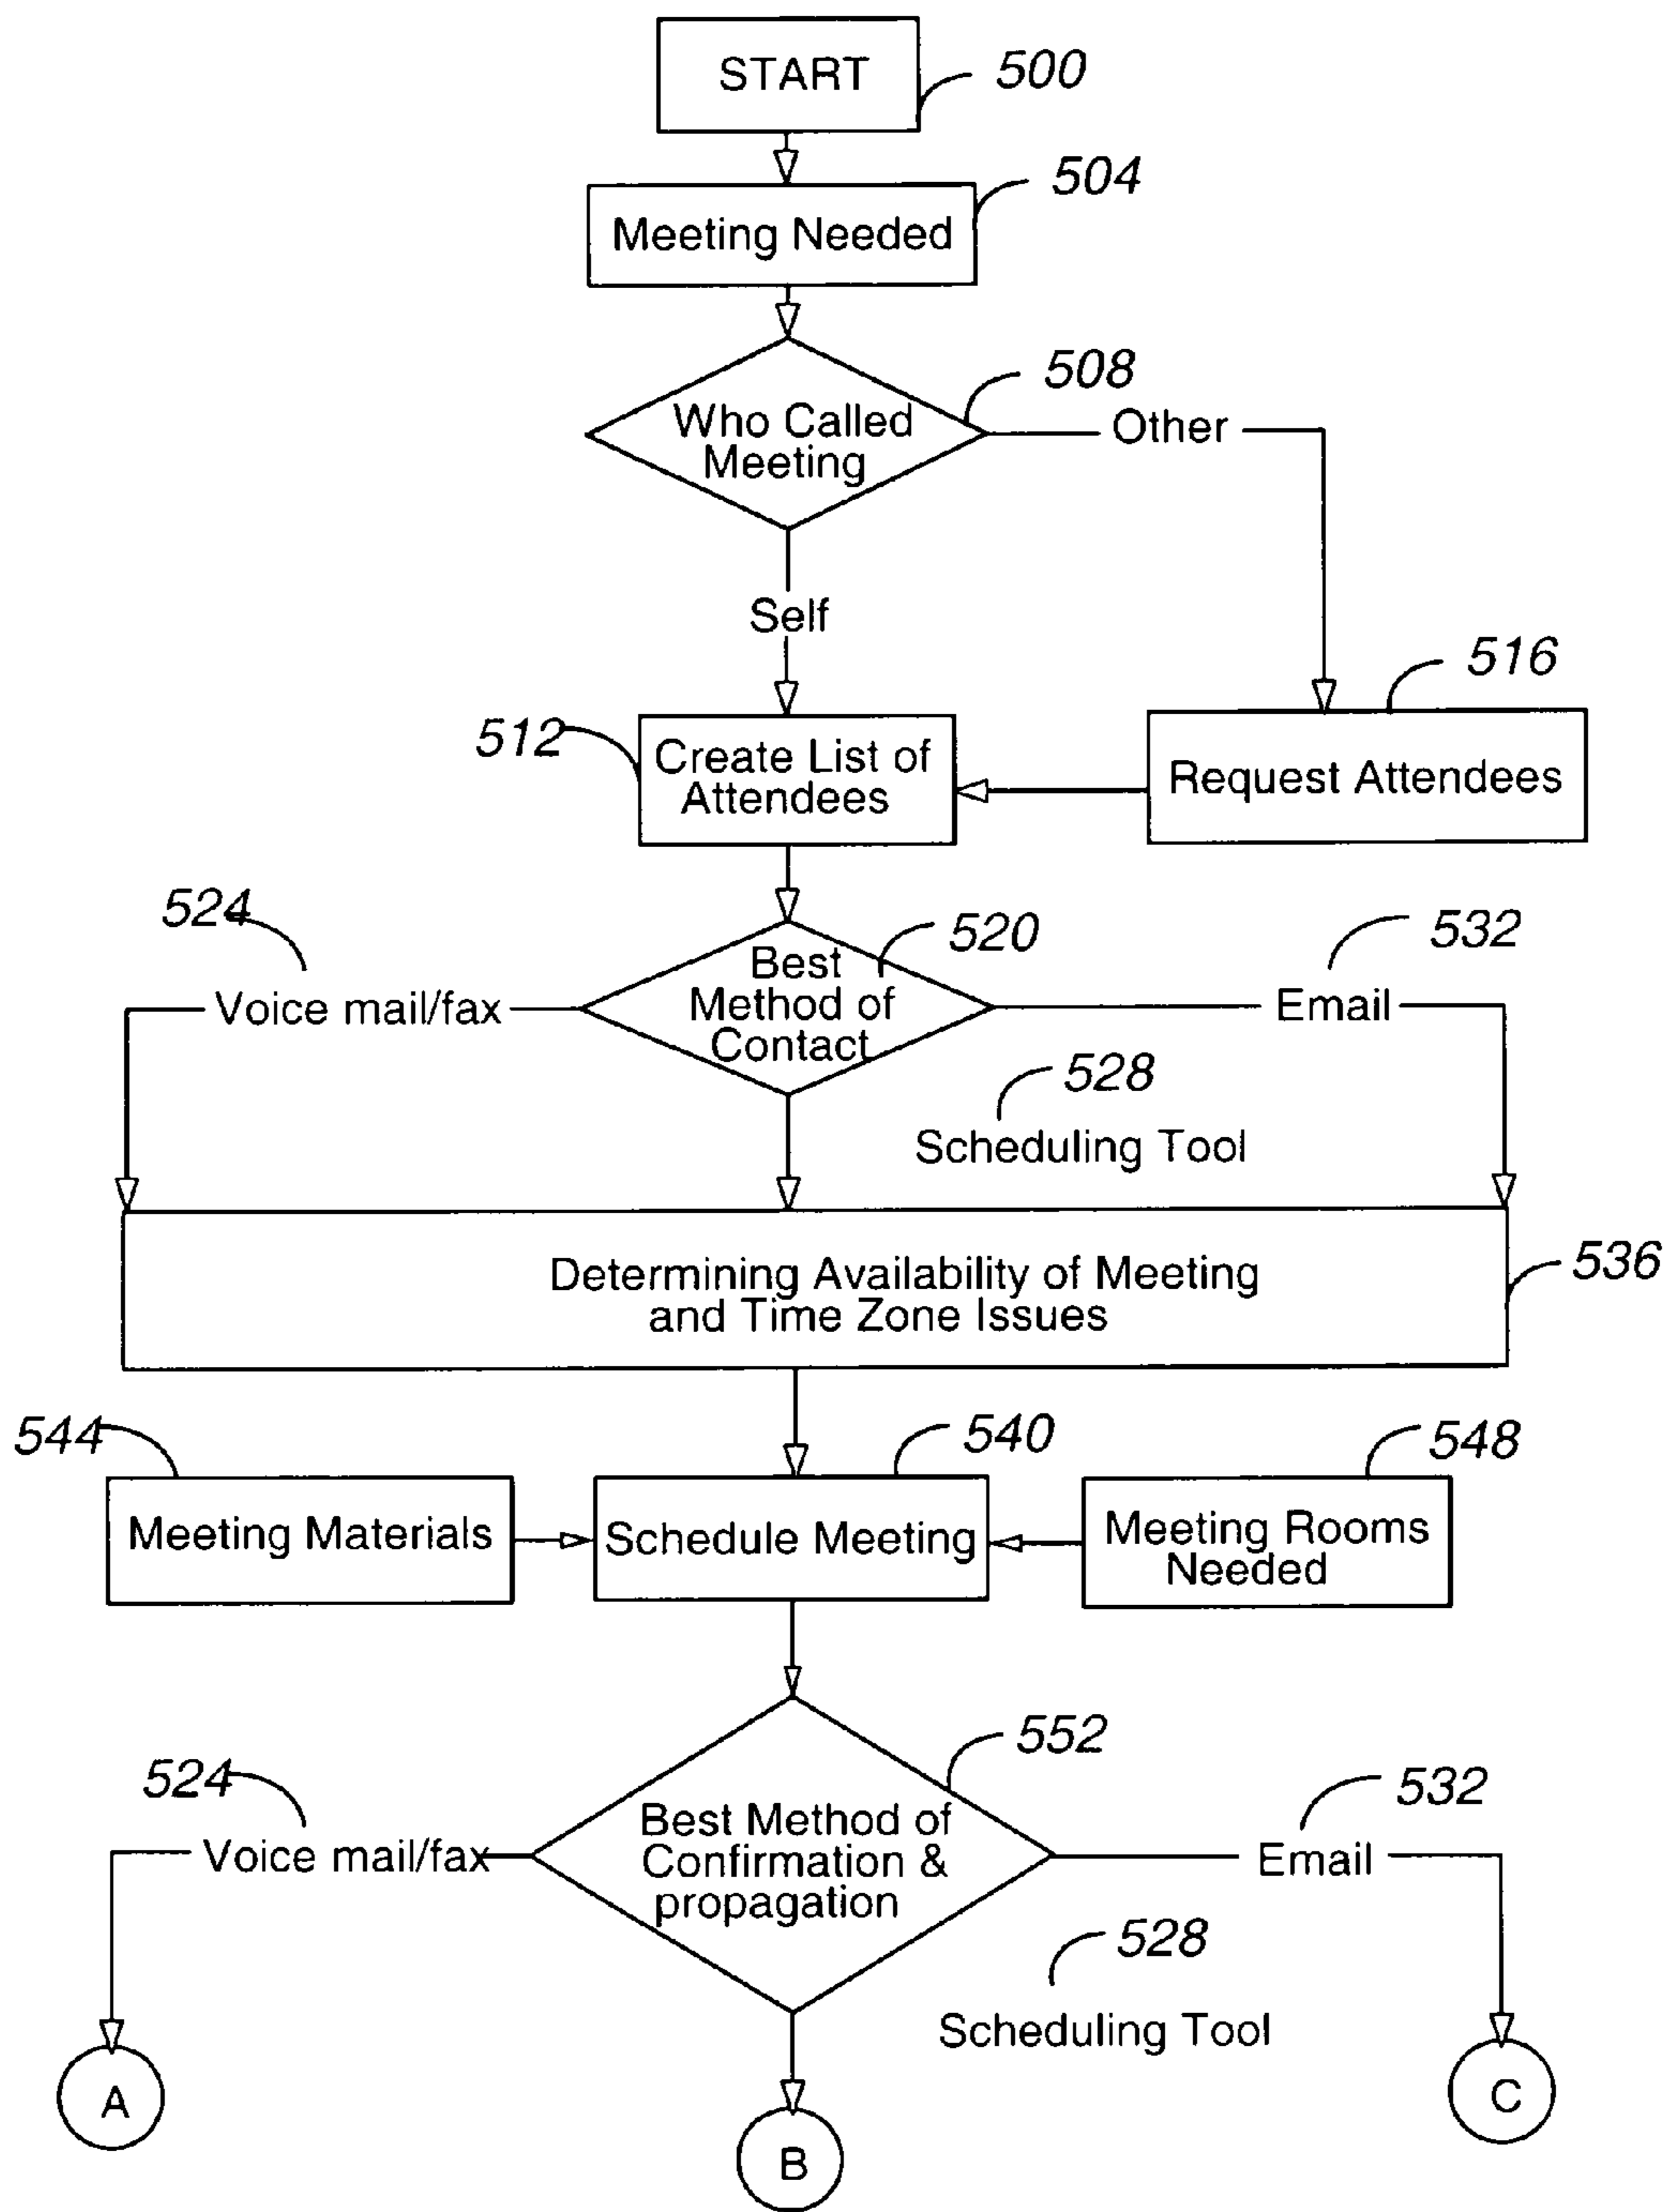 START
500
504
Meeting Needed
508
Who Called
Meeting
Other
Self
516
512
Create List of
Attendees
Request Attendees
524
520
532
Best
Method of
Contact
Voice mail/fax
Email
528
Scheduling Tool
536
Determining Availability of Meeting
and Time Zone Issues
544
540
548
Meeting Materials
Schedule Meeting
Meeting Rooms
Needed
552
524
532
Best Method of
Confirmation &
propagation
Voice mail/fax
Email
528
Scheduling Tool
A
B
C